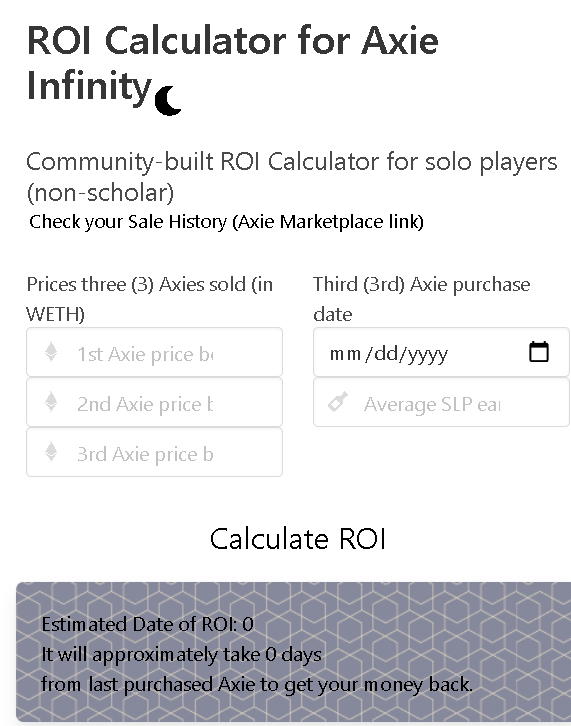 ROI Calculator for Axie
Infinity
Community-built ROI Calculator for solo players
(non-scholar)
Check your Sale History (Axie Marketplace link)
Prices three (3) Axies sold (in
WETH)
1st Axie price
2nd Axie price
3rd Axie price
Third (3rd) Axie purchase
date
mm/dd/yyyy
Average SLP
Calculate ROI
Estimated Date of ROI: 0
It will approximately take 0 days
from last purchased Axie to get your money back.